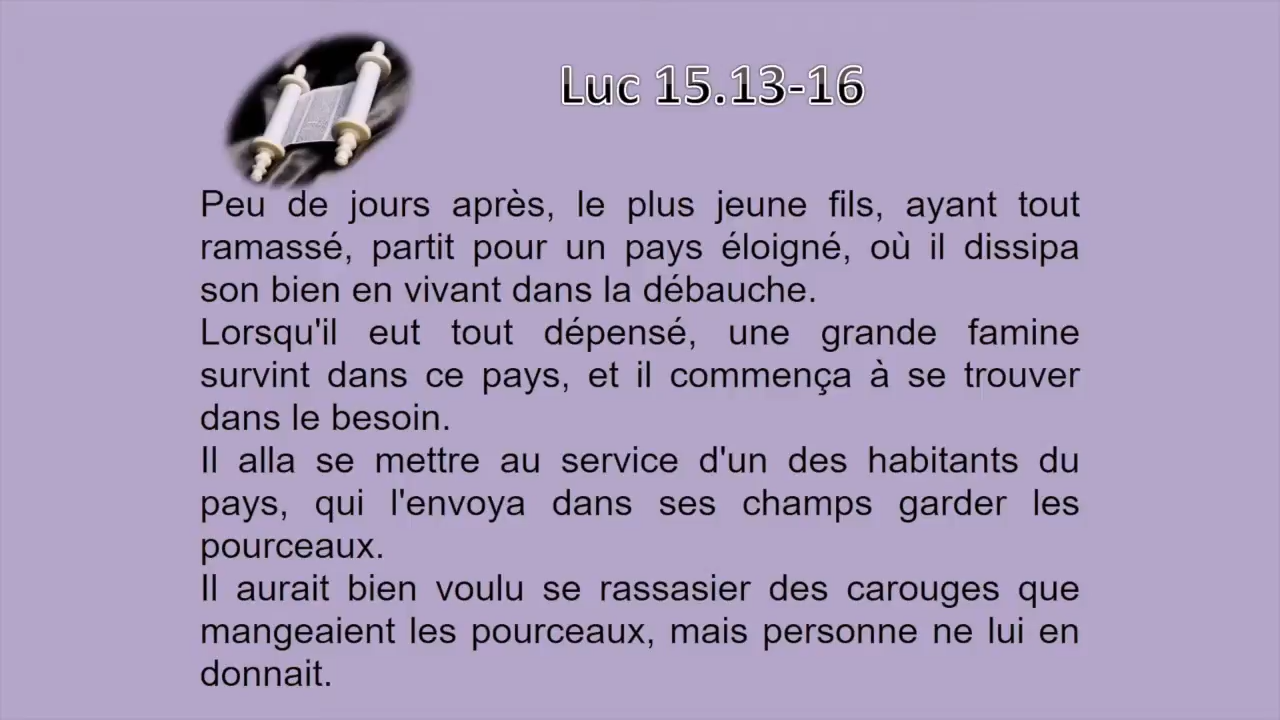 Luc 15.13-16
Peu de jours après, le plus jeune fils, ayant tout
ramassé, partit pour un pays éloigné, où il dissipa
son bien en vivant dans la débauche.
Lorsqu'il eut tout dépensé, une grande famine
survint dans ce pays, et il commença à se trouver
dans le besoin.
Il alla se mettre au service d'un des habitants du
pays, qui l'envoya dans ses champs garder les
pourceaux.
Il aurait bien voulu se rassasier des carouges que
mangeaient les pourceaux, mais personne ne lui en
donnait.